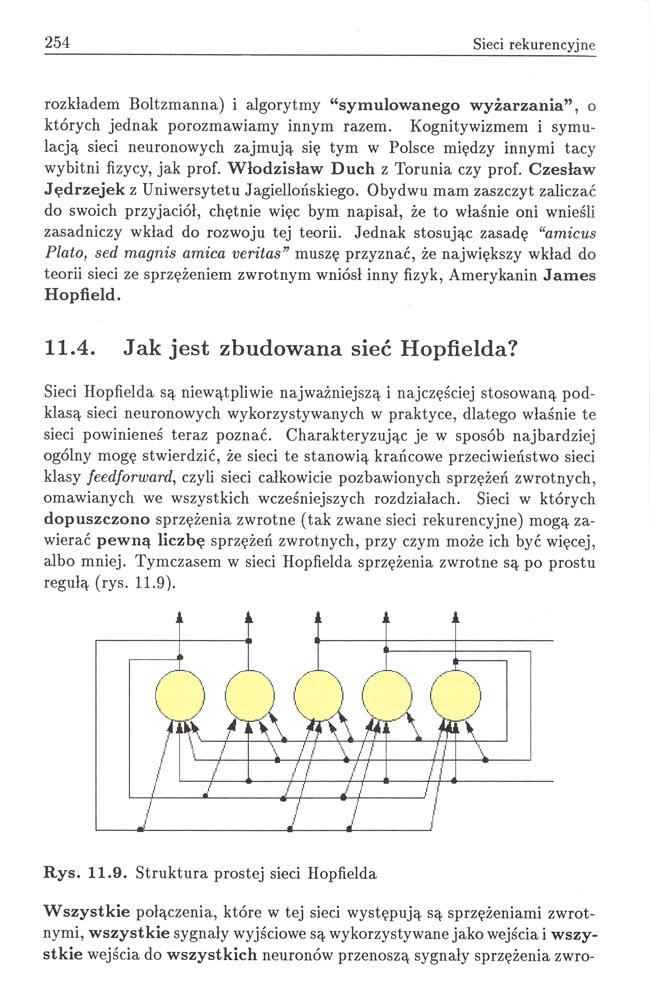 254 Sieci rekurencyjne
rozkładem Boltzmanna) i algorytmy “symulowanego wyżarzania”, o
których jednak porozmawiamy innym razem. Kognitywizmem i symu-
lacją sieci neuronowych zajmują się tym w Polsce między innymi tacy
wybitni fizycy, jak prof. Włodzisław Duch z Torunia czy prof. Czesław
Jędrzejek z Uniwersytetu Jagiellońskiego. Obydwu mam zaszczyt zaliczać
do swoich przyjaciół, chętnie więc bym napisał, że to właśnie oni wnieśli
zasadniczy wkład do rozwoju tej teorii. Jednak stosując zasadę “amicus
Plato, sed magnis amica veritas” muszę przyznać, że największy wkład do
teorii sieci ze sprzężeniem zwrotnym wniósł inny fizyk, Amerykanin James
Hopfield.
11.4. Jak jest zbudowana sieć Hopfielda?
Sieci Hopfielda są niewątpliwie najważniejszą i najczęściej stosowaną pod-
klasą sieci neuronowych wykorzystywanych w praktyce, dlatego właśnie te
sieci powinieneś teraz poznać. Charakteryzując je w sposób najbardziej
ogólny mogę stwierdzić, że sieci te stanowią krańcowe przeciwieństwo sieci
klasy feedforward, czyli sieci całkowicie pozbawionych sprzężeń zwrotnych,
omawianych we wszystkich wcześniejszych rozdziałach. Sieci w których
dopuszczono sprzężenia zwrotne (tak zwane sieci rekurencyjne) mogą za-
wierać pewną liczbę sprzężeń zwrotnych, przy czym może ich być więcej,
albo mniej. Tymczasem w sieci Hopfielda sprzężenia zwrotne są po prostu
regułą (rys. 11.9).
Rys. 11.9. Struktura prostej sieci Hopfielda
Wszystkie połączenia, które w tej sieci występują są sprzężeniami zwrot-
nymi, wszystkie sygnały wyjściowe są wykorzystywane jako wejścia i wszy-
stkie wejścia do wszystkich neuronów przenoszą sygnały sprzężenia zwro-